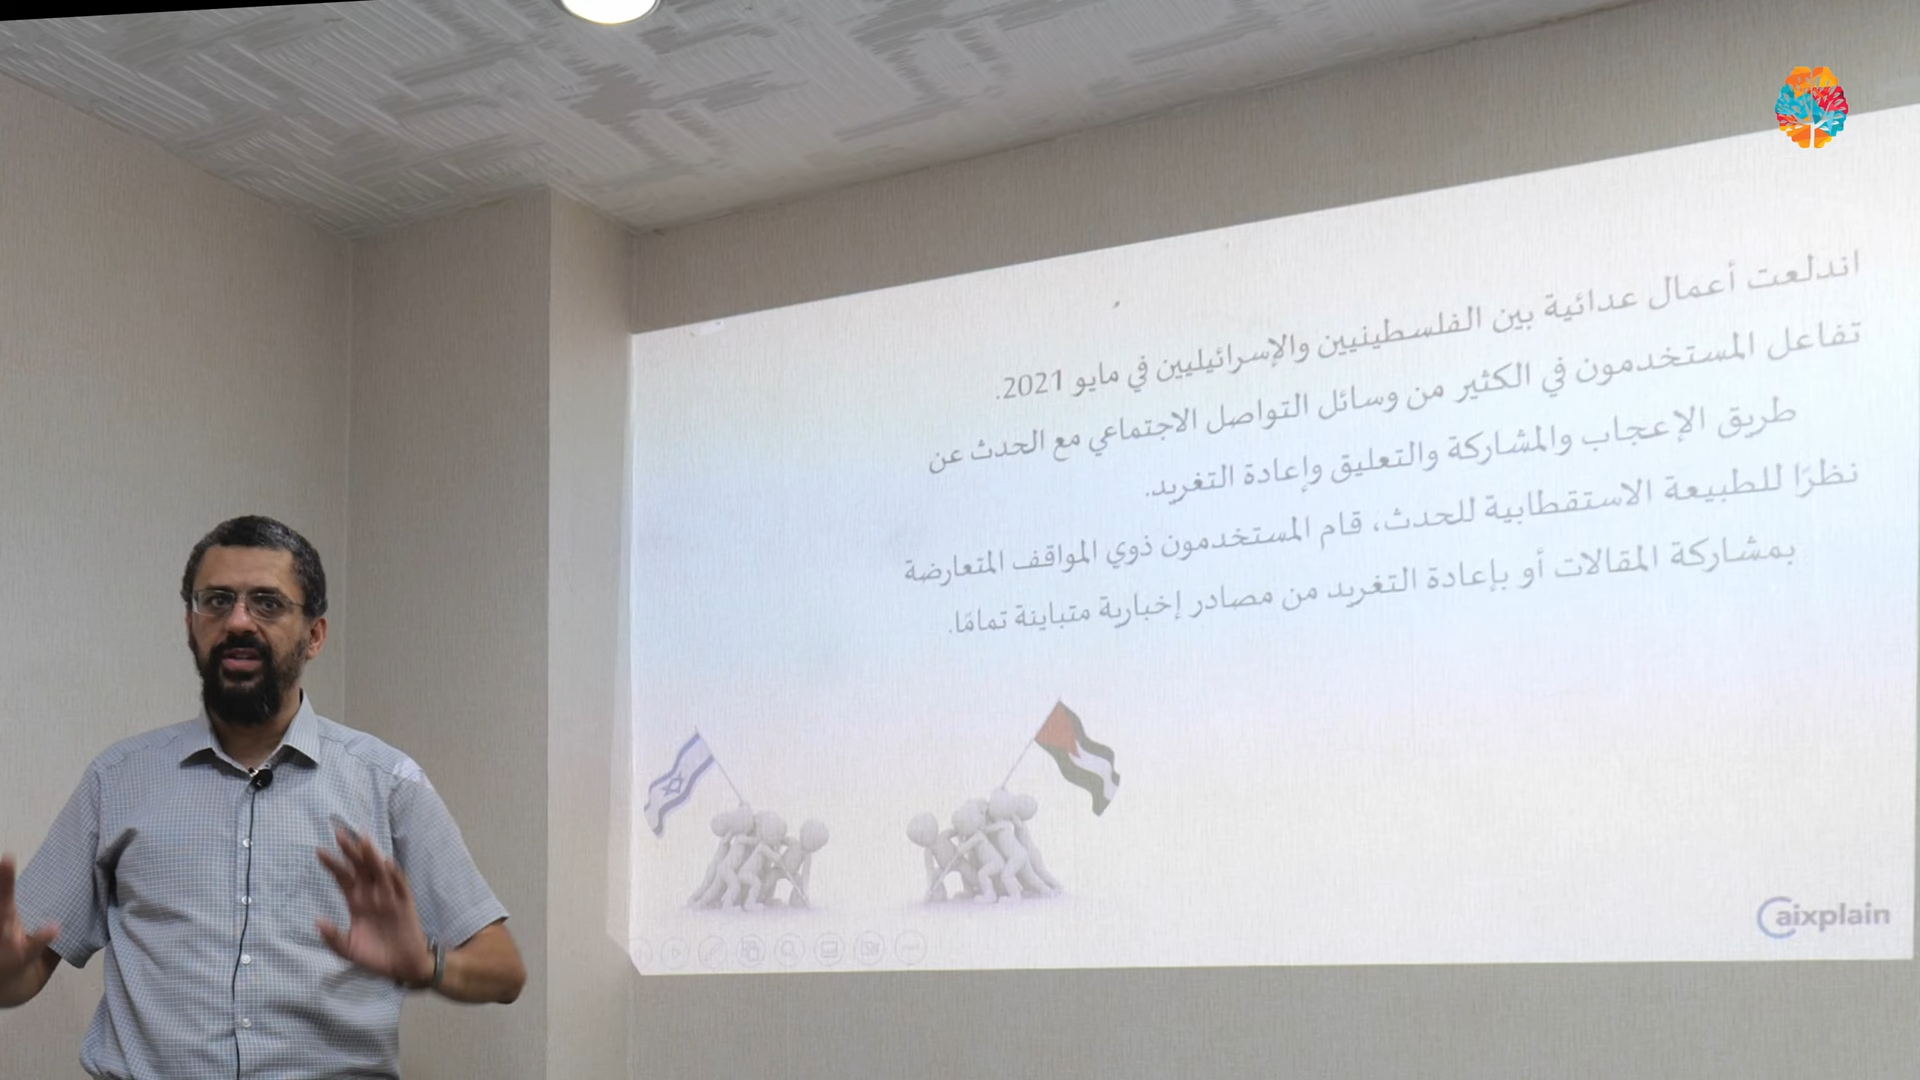 اندلعت أعمال عدائية بين الفلسطينيين والإسرائيليين في مايو 2021.
تفاعل المستخدمون في الكثير من وسائل التواصل الاجتماعي مع الحدث عن
طريق الإعجاب والمشاركة والتعليق وإعادة التغريد.
نظرًا للطبيعة الاستقطابية للحدث، قام المستخدمون ذوي المواقف المتعارضة
بمشاركة المقالات أو بإعادة التغريد من مصادر إخبارية متباينة تمامًا.
aixplain